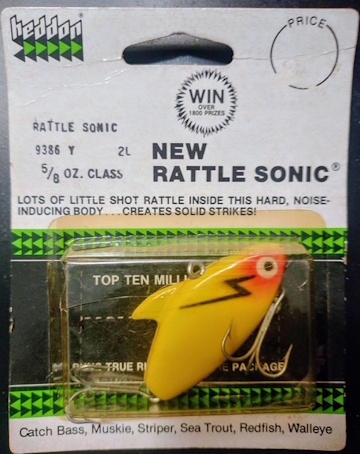 heddon
PRICE
WIN
OVER
1800 PRIZES
RATTLE SONIC
9386 Y 2L
5/8 OZ. CLASS
NEW
RATTLE SONIC®
LOTS OF LITTLE SHOT RATTLE INSIDE THIS HARD, NOISE-
INDUCING BODY...CREATES SOLID STRIKES!
TOP TEN MILLI
TRUE
PACKAGE
Catch Bass, Muskie, Striper, Sea Trout, Redfish, Walleye